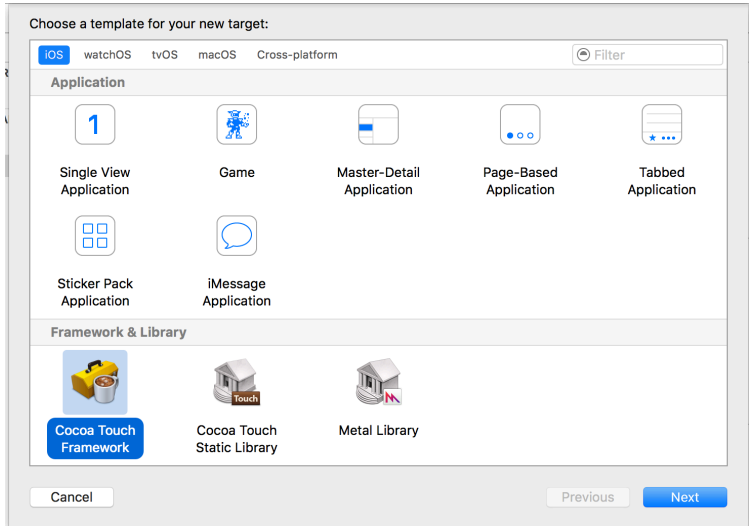 Choose a template for your new target:
iOS watchOS tvOS macOS Cross-platform Filter
Application
1
Single View Application
Game
Master-Detail Application
Page-Based Application
Tabbed Application
Sticker Pack Application
iMessage Application
Framework & Library
Touch
Cocoa Touch Framework
Cocoa Touch Static Library
Metal Library
Cancel Previous Next